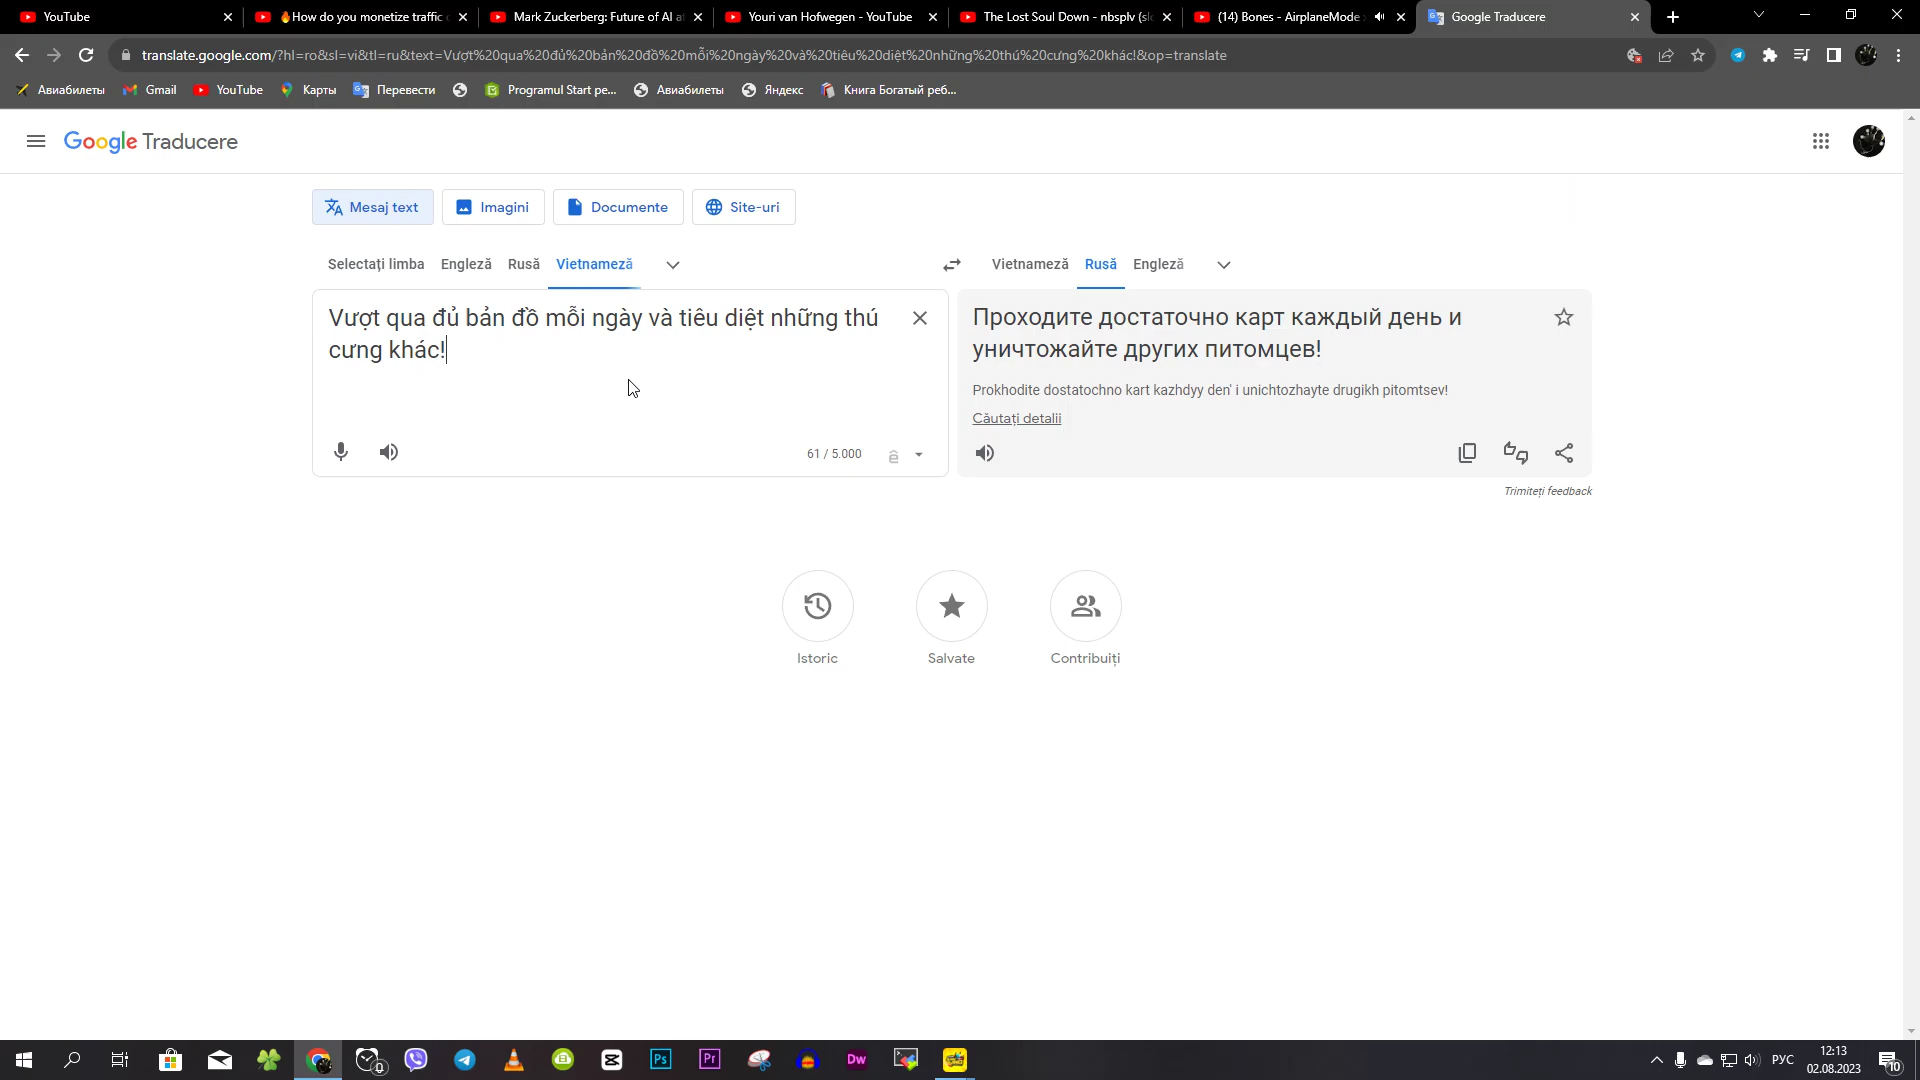 YouTube
🔥How do you monetize traffic
Mark Zuckerberg: Future of AI a
Youri van Hofwegen - YouTube
The Lost Soul Down - nbsplv (sl
(14) Bones - AirplaneMode
Google Traducere
translate.google.com/?hl=ro&sl=vi&tl=ru&text=Vượt%20qua%20đủ%20bản%20đồ%20mỗi%20ngày%20và%20tiêu%20diệt%20những%20thú%20cưng%20khác!&op=translate
Авиабилеты
Gmail
YouTube
Карты
Перевести
Programul Start pe...
Авиабилеты
Яндекс
Книга Богатый реб...
Google Traducere
Mesaj text
Imagini
Documente
Site-uri
Selectați limba
Engleză
Rusă
Vietnameză
Vietnameză
Rusă
Engleză
Vượt qua đủ bản đồ mỗi ngày và tiêu diệt những thú
cưng khác!
61 / 5.000
Проходите достаточно карт каждый день и
уничтожайте других питомцев!
Prokhodite dostatochno kart kazhdyy den' i unichtozhayte drugikh pitomtsev!
Căutați detalii
Trimiteți feedback
Istoric
Salvate
Contribuiți
Ps
Pr
Dw
РУС
12:13
02.08.2023
10